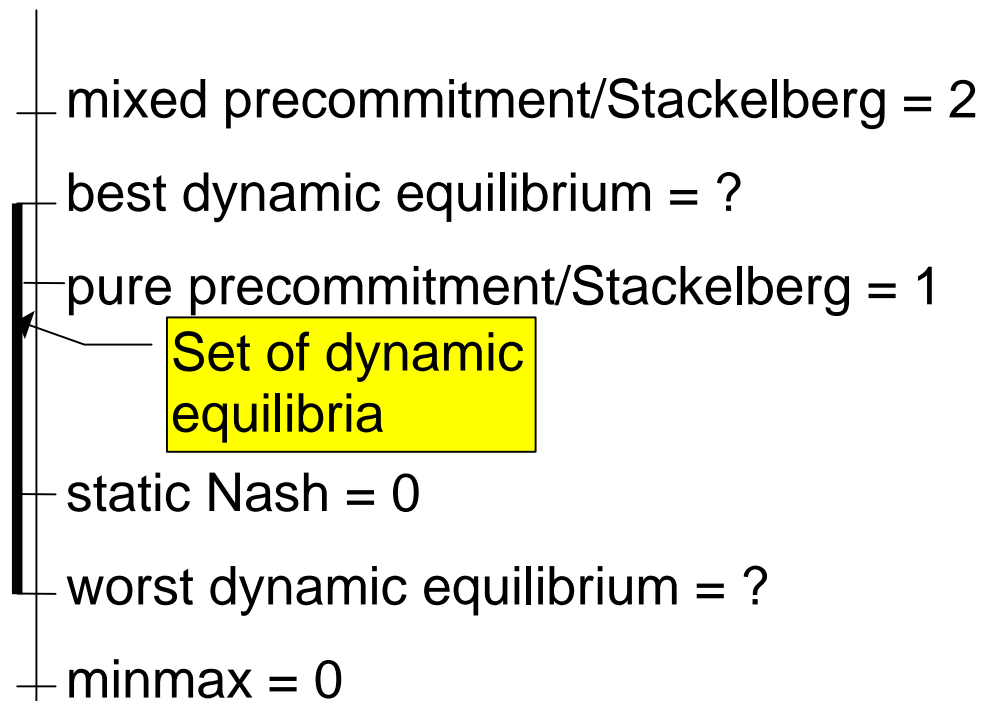 mixed precommitment/Stackelberg = 2
best dynamic equilibrium = ?
pure precommitment/Stackelberg = 1
Set of dynamic
equilibria
static Nash = 0
worst dynamic equilibrium = ?
minmax = 0